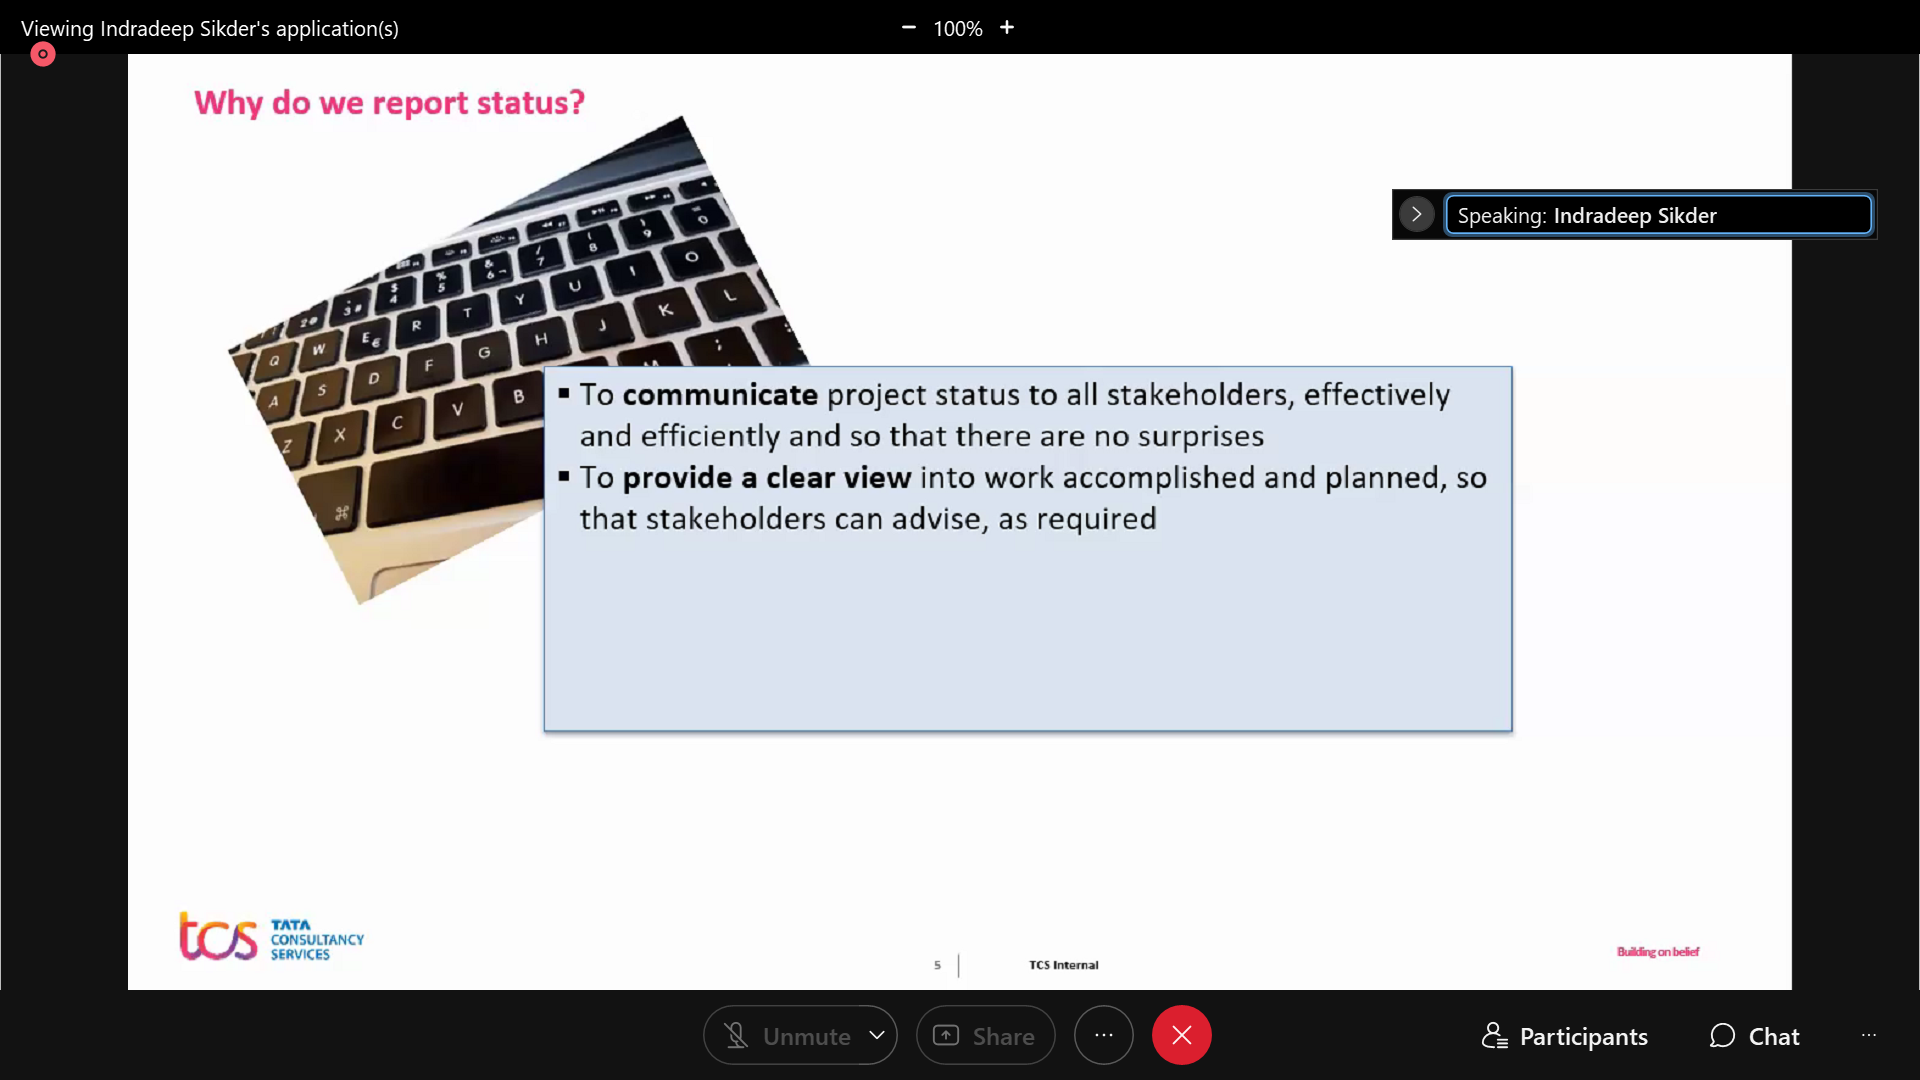 Viewing Indradeep Sikder's application(s)
100%
Why do we report status?
Speaking: Indradeep Sikder
▪ To communicate project status to all stakeholders, effectively
and efficiently and so that there are no surprises
▪ To provide a clear view into work accomplished and planned, so
that stakeholders can advise, as required
tcs
TATA
CONSULTANCY
SERVICES
5
TCS Internal
Building on belief
Unmute
Share
Participants
Chat